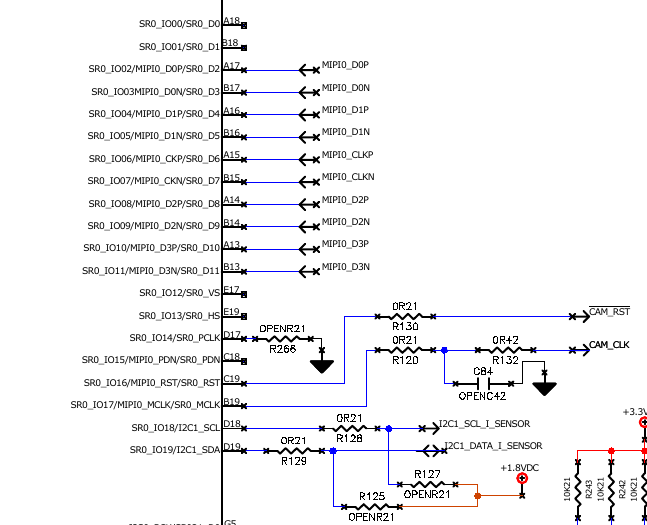 SR0_IO00/SR0_D0 A18
SR0_IO01/SR0_D1 B18
SR0_IO02/MIPI0_D0P/SR0_D2 A17 MIPI0_D0P
SR0_IO03MIPI0_D0N/SR0_D3 B17 MIPI0_D0N
SR0_IO04/MIPI0_D1P/SR0_D4 A16 MIPI0_D1P
SR0_IO05/MIPI0_D1N/SR0_D5 B16 MIPI0_D1N
SR0_IO06/MIPI0_CKP/SR0_D6 A15 MIPI0_CLKP
SR0_IO07/MIPI0_CKN/SR0_D7 B15 MIPI0_CLKN
SR0_IO08/MIPI0_D2P/SR0_D8 A14 MIPI0_D2P
SR0_IO09/MIPI0_D2N/SR0_D9 B14 MIPI0_D2N
SR0_IO10/MIPI0_D3P/SR0_D10 A13 MIPI0_D3P
SR0_IO11/MIPI0_D3N/SR0_D11 B13 MIPI0_D3N
SR0_IO12/SR0_VS E17
SR0_IO13/SR0_HS E19
0R21
R130
CAM_RST
SR0_IO14/SR0_PCLK D17
OPENR21
R266
SR0_IO15/MIPI0_PDN/SR0_PDN C18
0R21
R120
0R42
R132
CAM_CLK
SR0_IO16/MIPI0_RST/SR0_RST C19
C84
OPENC42
SR0_IO17/MIPI0_MCLK/SR0_MCLK B19
SR0_IO18/I2C1_SCL D18
0R21
R128
I2C1_SCL_I_SENSOR
SR0_IO19/I2C1_SDA D19
0R21
R129
I2C1_DATA_I_SENSOR
R127
OPENR21
R125
OPENR21
+1.8VDC
+3.3V
10K21
R243
10K21
R242
10K21
G5